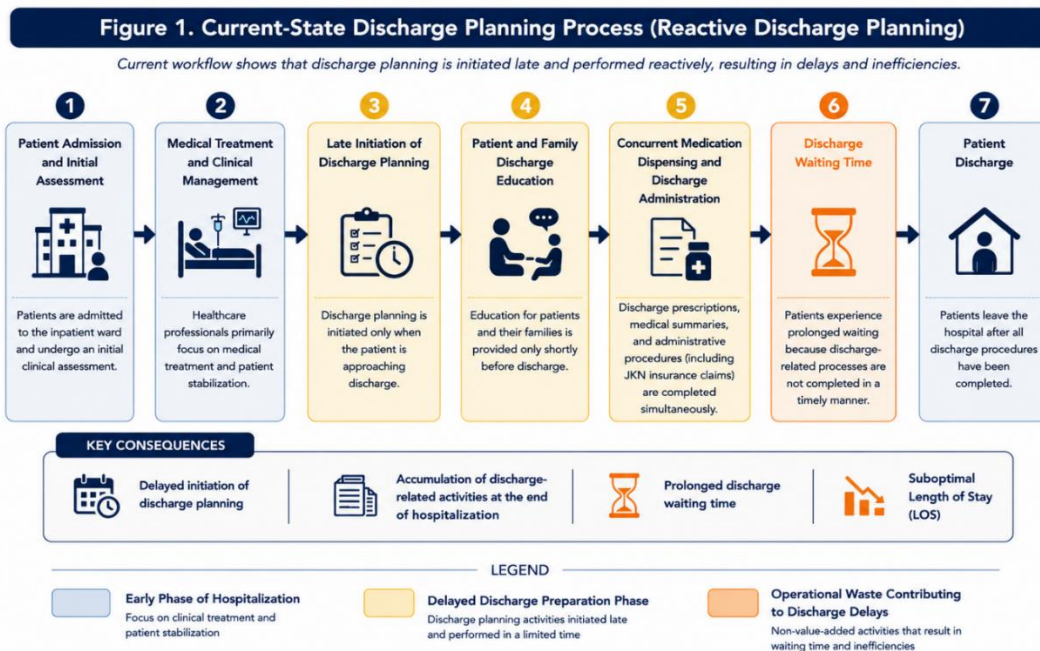 Figure 1. Current-State Discharge Planning Process (Reactive Discharge Planning)
Current workflow shows that discharge planning is initiated late and performed reactively, resulting in delays and inefficiencies.
1
Patient Admission
and Initial
Assessment
Patients are admitted
to the inpatient ward
and undergo an initial
clinical assessment.
2
Medical Treatment
and Clinical
Management
Healthcare
professionals primarily
focus on medical
treatment and patient
stabilization.
3
Late Initiation of
Discharge Planning
Discharge planning is
initiated only when
the patient is
approaching
discharge.
4
Patient and Family
Discharge
Education
Education for patients
and their families is
provided only shortly
before discharge.
5
Concurrent Medication
Dispensing and
Discharge
Administration
Discharge prescriptions,
medical summaries,
and administrative
procedures (including
JKN insurance claims)
are completed
simultaneously.
6
Discharge
Waiting Time
Patients experience
prolonged waiting
because discharge-
related processes are
not completed in a
timely manner.
7
Patient
Discharge
Patients leave the
hospital after all
discharge procedures
have been
completed.
KEY CONSEQUENCES
Delayed initiation of
discharge planning
Accumulation of discharge-
related activities at the end
of hospitalization
Prolonged discharge
waiting time
Suboptimal
Length of Stay
(LOS)
LEGEND
Early Phase of Hospitalization
Focus on clinical treatment and
patient stabilization
Delayed Discharge Preparation Phase
Discharge planning activities initiated late
and performed in a limited time
Operational Waste Contributing
to Discharge Delays
Non-value-added activities that result in
waiting time and inefficiencies